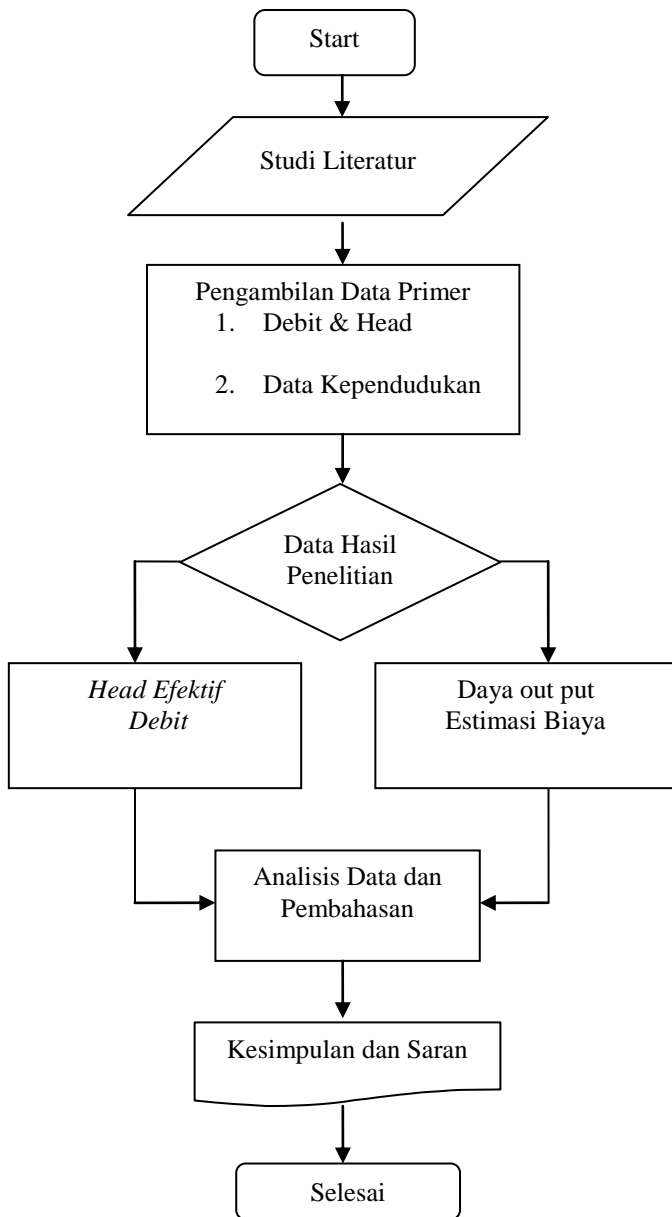 Start
Studi Literatur
Pengambilan Data Primer
1. Debit & Head
2. Data Kependudukan
Data Hasil
Penelitian
Head Efektif
Debit
Daya out put
Estimasi Biaya
Analisis Data dan
Pembahasan
Kesimpulan dan Saran
Selesai